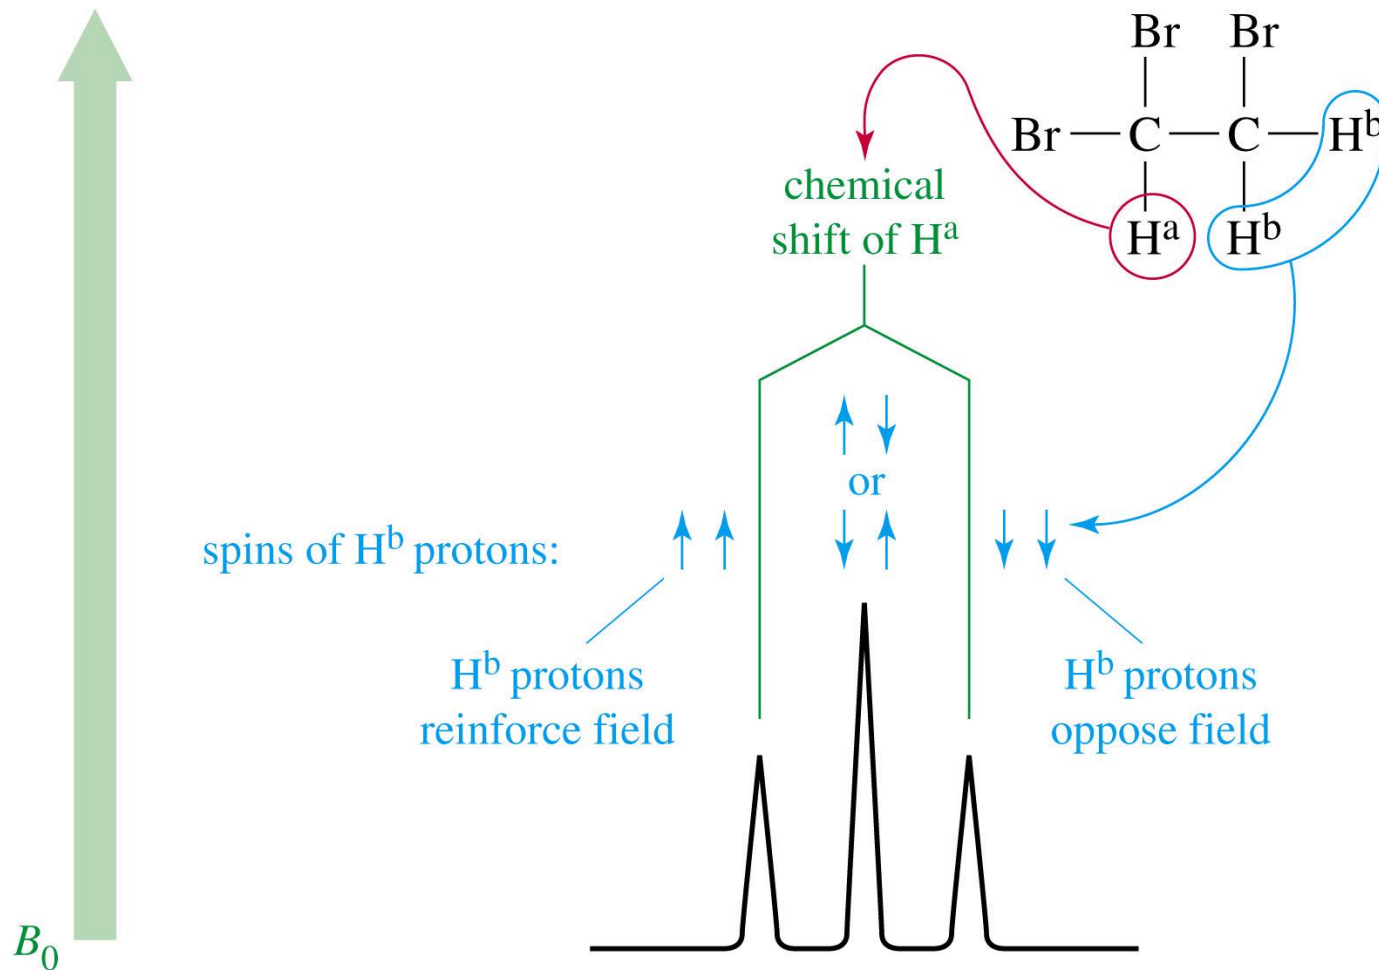 Br Br
Br — C — C — Hᵇ
Hᵃ Hᵇ
chemical
shift of Hᵃ
or
spins of Hᵇ protons:
Hᵇ protons
reinforce field
Hᵇ protons
oppose field
B₀